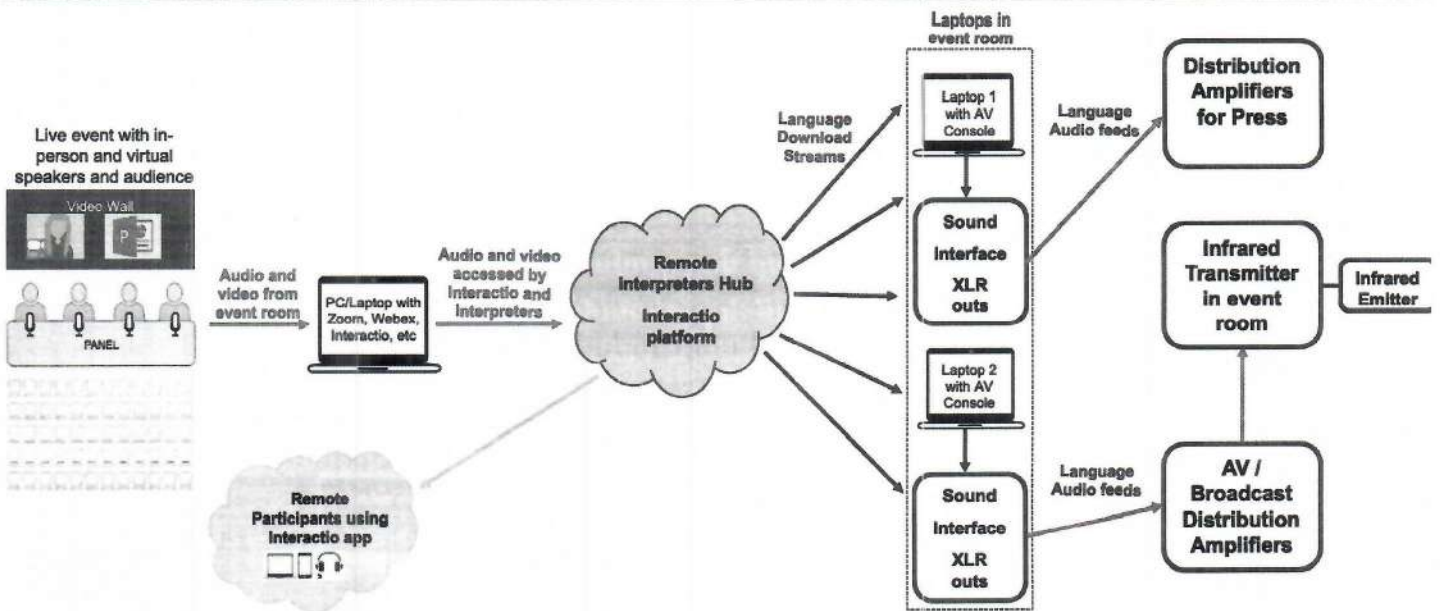 Live event with in-
person and virtual
speakers and audience
Video Wall
P
PANEL
Audio and
video from
event room
PC/Laptop with
Zoom, Webex,
Interactio, etc
Audio and video
accessed by
Interactio and
Interpreters
Remote
Interpreters Hub
Interactio
platform
Remote
Participants using
Interactio app
Language
Download
Streams
Laptops in
event room
Laptop 1
with AV
Console
Sound
Interface
XLR
outs
Laptop 2
with AV
Console
Sound
Interface
XLR
outs
Language
Audio feeds
Distribution
Amplifiers
for Press
Infrared
Transmitter
in event
room
Infrared
Emitter
Language
Audio feeds
AV /
Broadcast
Distribution
Amplifiers